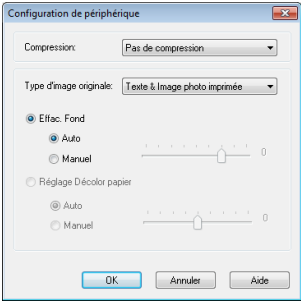 Configuration de périphérique
Compression: Pas de compression
Type d'image originale: Texte & Image photo imprimée
Effac. Fond
Auto
Manuel 0
Réglage Décolor papier
Auto
Manuel 0
OK Annuler Aide